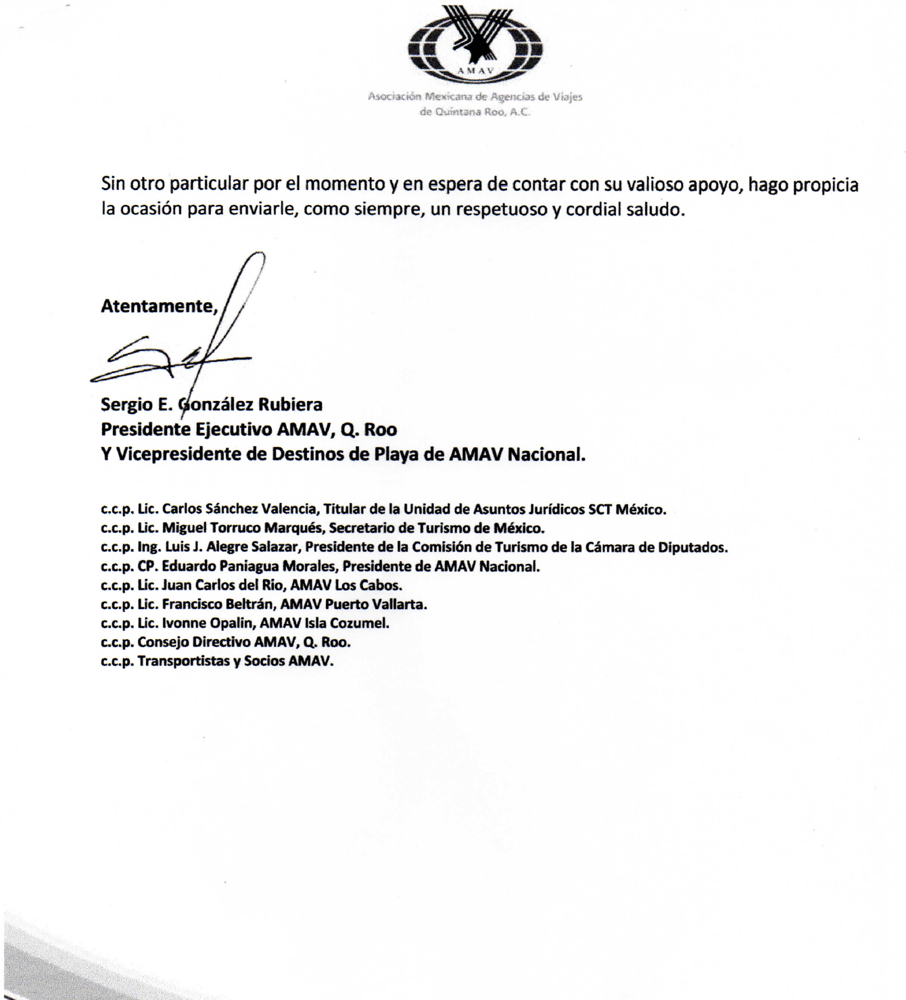 AMAV
Asociación Mexicana de Agencias de Viajes
de Quintana Roo, A.C.
Sin otro particular por el momento y en espera de contar con su valioso apoyo, hago propicia
la ocasión para enviarle, como siempre, un respetuoso y cordial saludo.
Atentamente,
Sergio E. González Rubiera
Presidente Ejecutivo AMAV, Q. Roo
Y Vicepresidente de Destinos de Playa de AMAV Nacional.
c.c.p. Lic. Carlos Sánchez Valencia, Titular de la Unidad de Asuntos Jurídicos SCT México.
c.c.p. Lic. Miguel Torruco Marqués, Secretario de Turismo de México.
c.c.p. Ing. Luis J. Alegre Salazar, Presidente de la Comisión de Turismo de la Cámara de Diputados.
c.c.p. CP. Eduardo Paniagua Morales, Presidente de AMAV Nacional.
c.c.p. Lic. Juan Carlos del Rio, AMAV Los Cabos.
c.c.p. Lic. Francisco Beltrán, AMAV Puerto Vallarta.
c.c.p. Lic. Ivonne Opalin, AMAV Isla Cozumel.
c.c.p. Consejo Directivo AMAV, Q. Roo.
c.c.p. Transportistas y Socios AMAV.